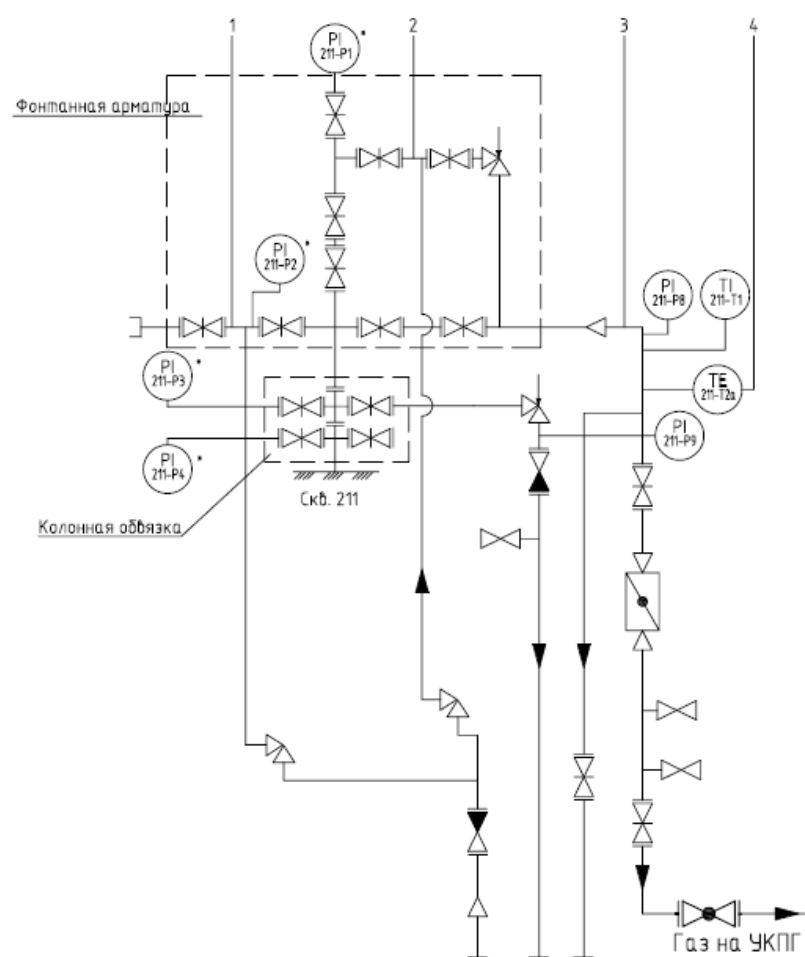 1
2
3
4
PI
211-P1
*
Фонтанная арматура
PI
211-P2
*
PI
211-P8
TI
211-T1
PI
211-P3
*
TE
211-T2a
PI
211-P9
PI
211-P4
*
Скв. 211
Колонная обвязка
Газ на УКПГ